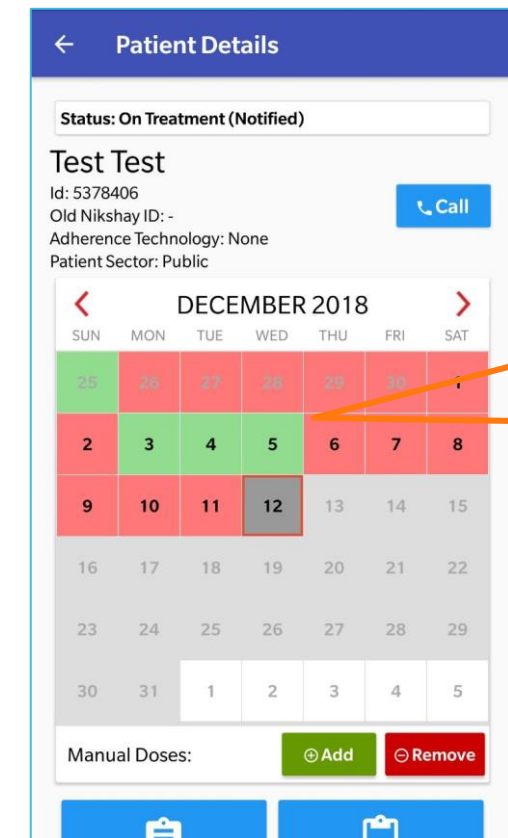 Patient Details
Status: On Treatment (Notified)
Test Test
Id: 5378406
Old Nikshay ID: -
Adherence Technology: None
Patient Sector: Public
Call
DECEMBER 2018
SUN MON TUE WED THU FRI SAT
25 26 27 28 29 30 1
2 3 4 5 6 7 8
9 10 11 12 13 14 15
16 17 18 19 20 21 22
23 24 25 26 27 28 29
30 31 1 2 3 4 5
Manual Doses: Add Remove